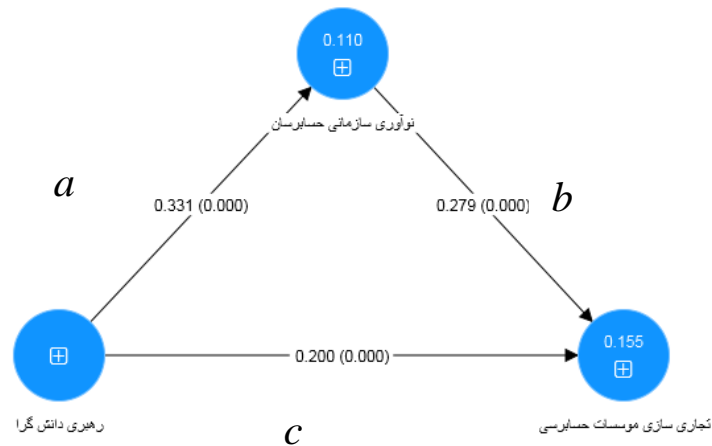 0.110
نوآوری سازمانی حسابرسان
a
0.331 (0.000)
0.279 (0.000)
b
0.155
0.200 (0.000)
رهبری دانش گرا
تجاری سازی موسسات حسابرسی
c